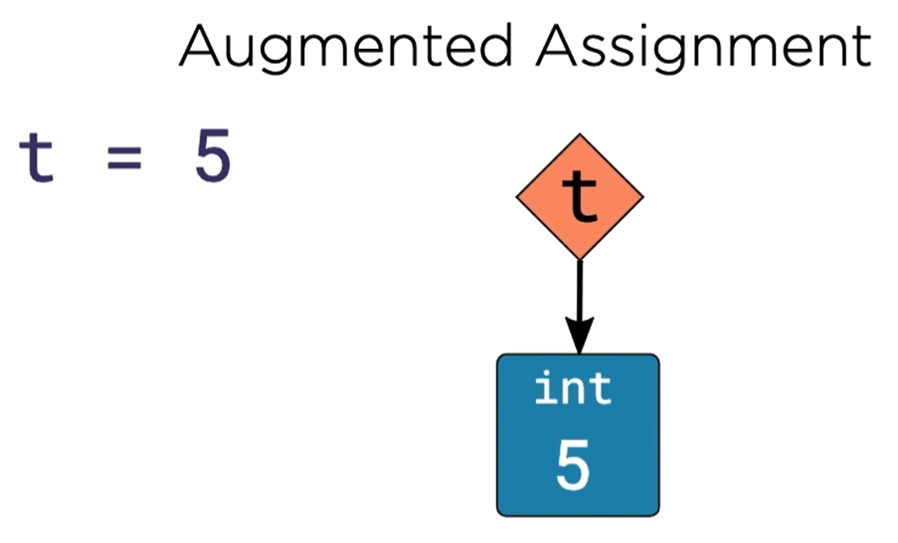 Augmented Assignment
t = 5
t
int
5